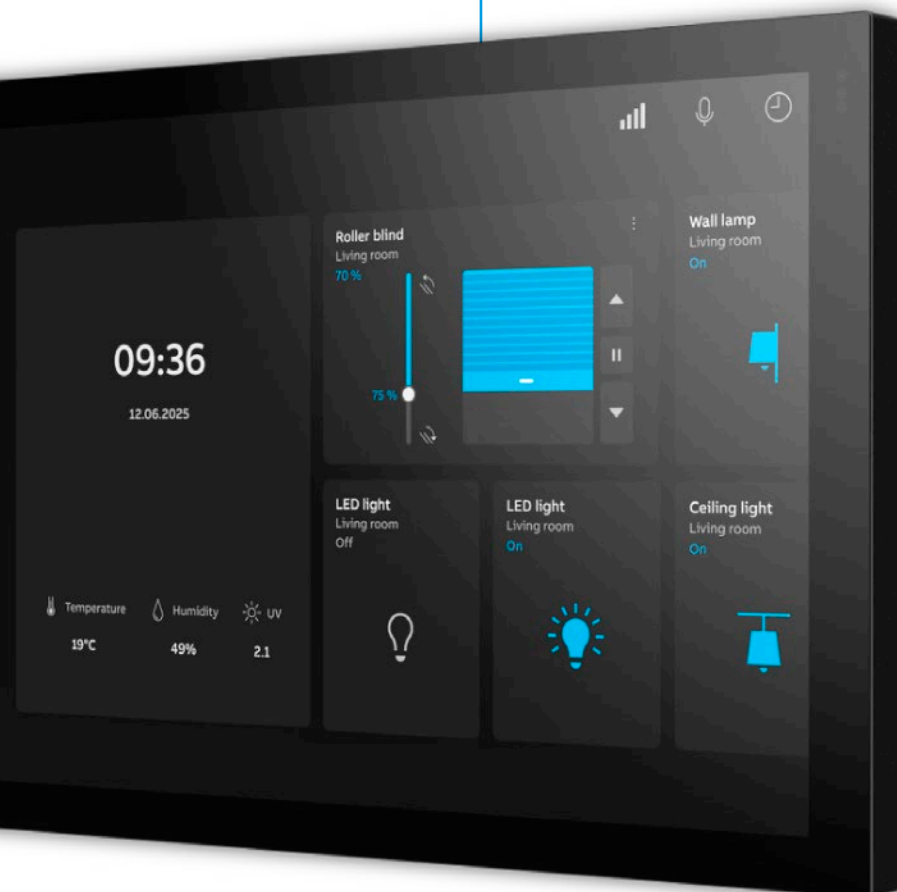 09:36
12.06.2025
Temperature
Humidity
UV
19°C
49%
2.1
Roller blind
Living room
70 %
75 %
Wall lamp
Living room
On
LED light
Living room
Off
LED light
Living room
On
Ceiling light
Living room
On